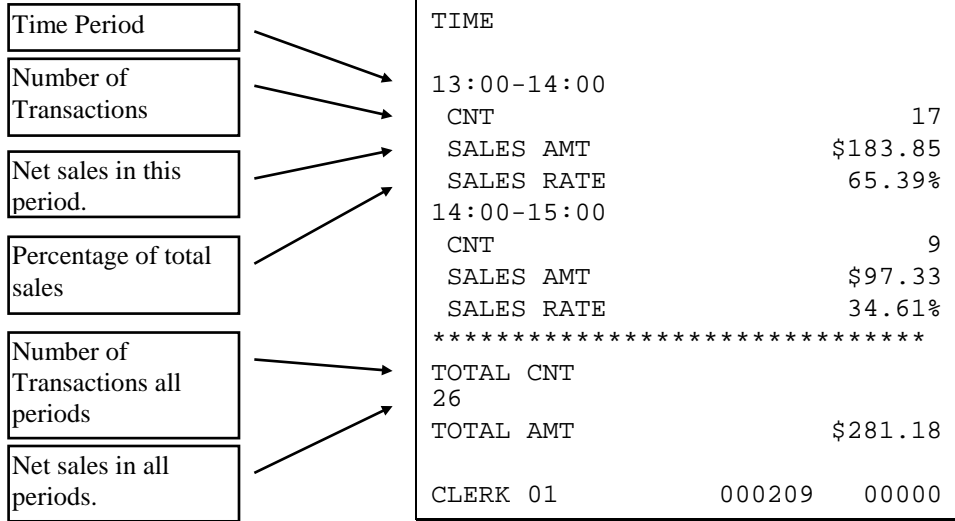 Time Period
Number of
Transactions
Net sales in this
period.
Percentage of total
sales
Number of
Transactions all
periods
Net sales in all
periods.
TIME
13:00-14:00
CNT 17
SALES AMT $183.85
SALES RATE 65.39%
14:00-15:00
CNT 9
SALES AMT $97.33
SALES RATE 34.61%
*******************************
TOTAL CNT
26
TOTAL AMT $281.18
CLERK 01 000209 00000